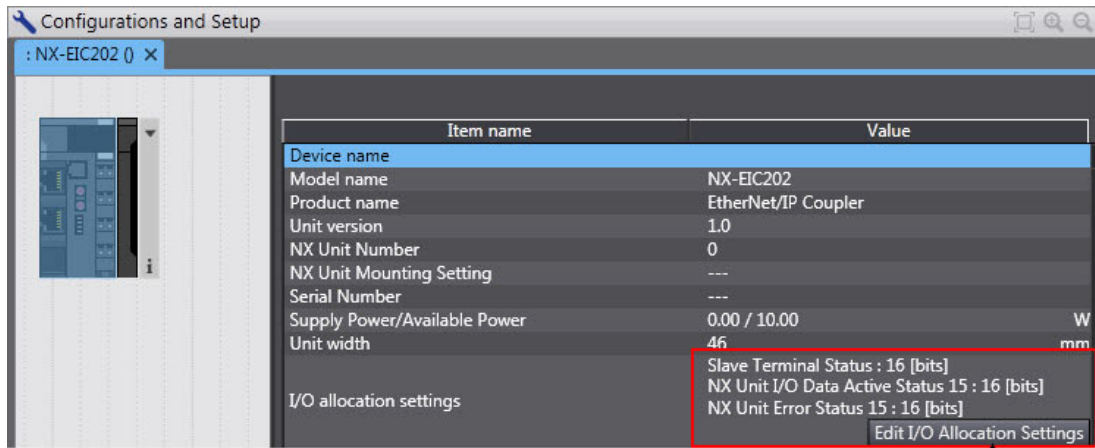 Configurations and Setup
: NX-EIC202 ()
Item name Value
Device name
Model name NX-EIC202
Product name EtherNet/IP Coupler
Unit version 1.0
NX Unit Number 0
NX Unit Mounting Setting ---
Serial Number ---
Supply Power/Available Power 0.00 / 10.00 W
Unit width 46 mm
I/O allocation settings
Slave Terminal Status : 16 [bits]
NX Unit I/O Data Active Status 15 : 16 [bits]
NX Unit Error Status 15 : 16 [bits]
Edit I/O Allocation Settings